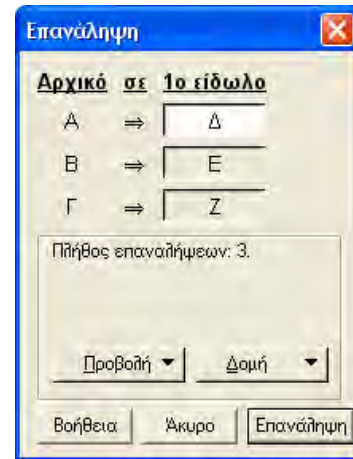 Επανάληψη
Αρχικό σε 1ο είδωλο
Α ⇒ Δ
Β ⇒ Ε
Γ ⇒ Ζ
Πλήθος επαναλήψεων: 3.
Προβολή Δομή
Βοήθεια Άκυρο Επανάληψη